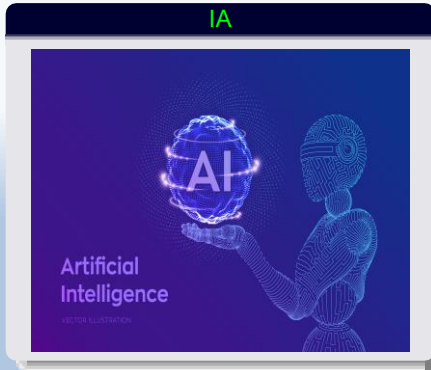 IA
AI
Artificial
Intelligence
VECTOR ILLUSTRATION